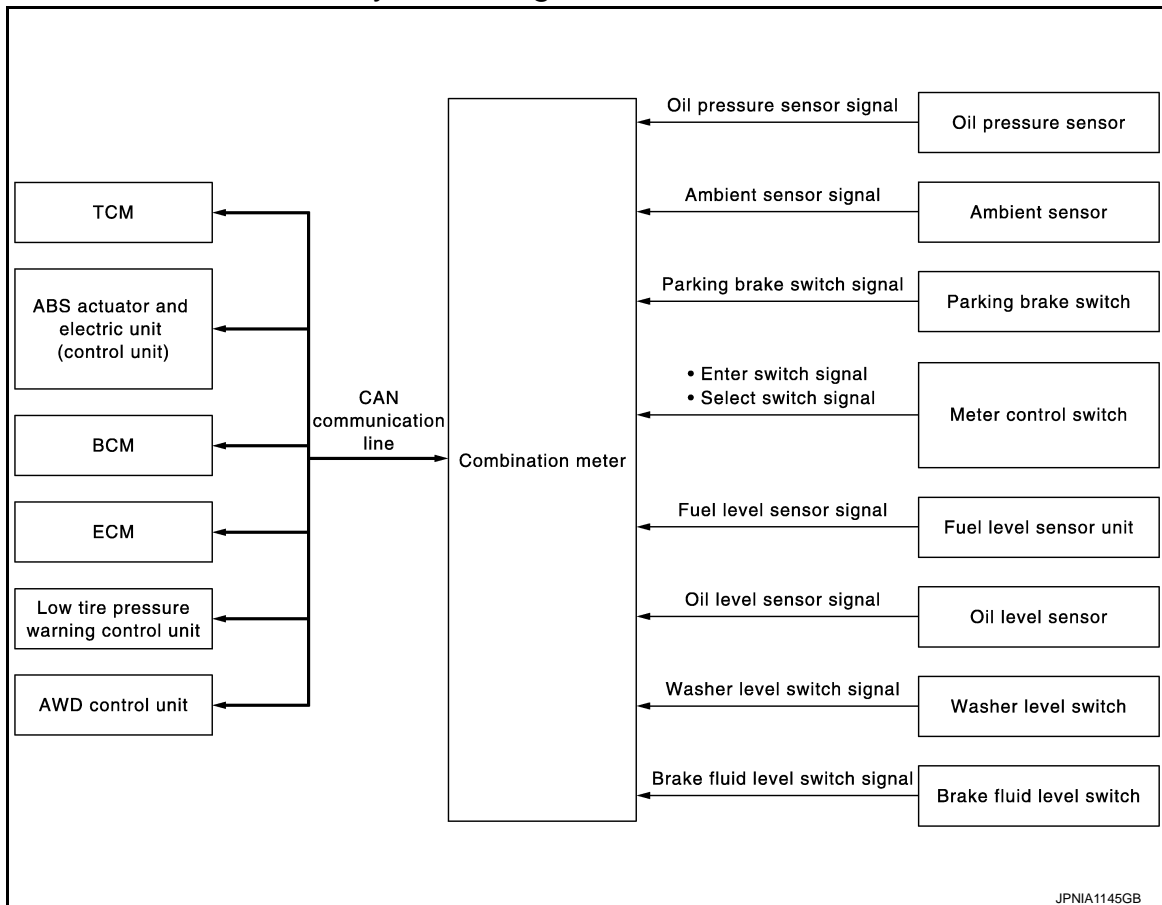 TCM
ABS actuator and
electric unit
(control unit)
BCM
ECM
Low tire pressure
warning control unit
AWD control unit
CAN
communication
line
Combination meter
Oil pressure sensor signal
Oil pressure sensor
Ambient sensor signal
Ambient sensor
Parking brake switch signal
Parking brake switch
• Enter switch signal
• Select switch signal
Meter control switch
Fuel level sensor signal
Fuel level sensor unit
Oil level sensor signal
Oil level sensor
Washer level switch signal
Washer level switch
Brake fluid level switch signal
Brake fluid level switch
JPNIA1145GB